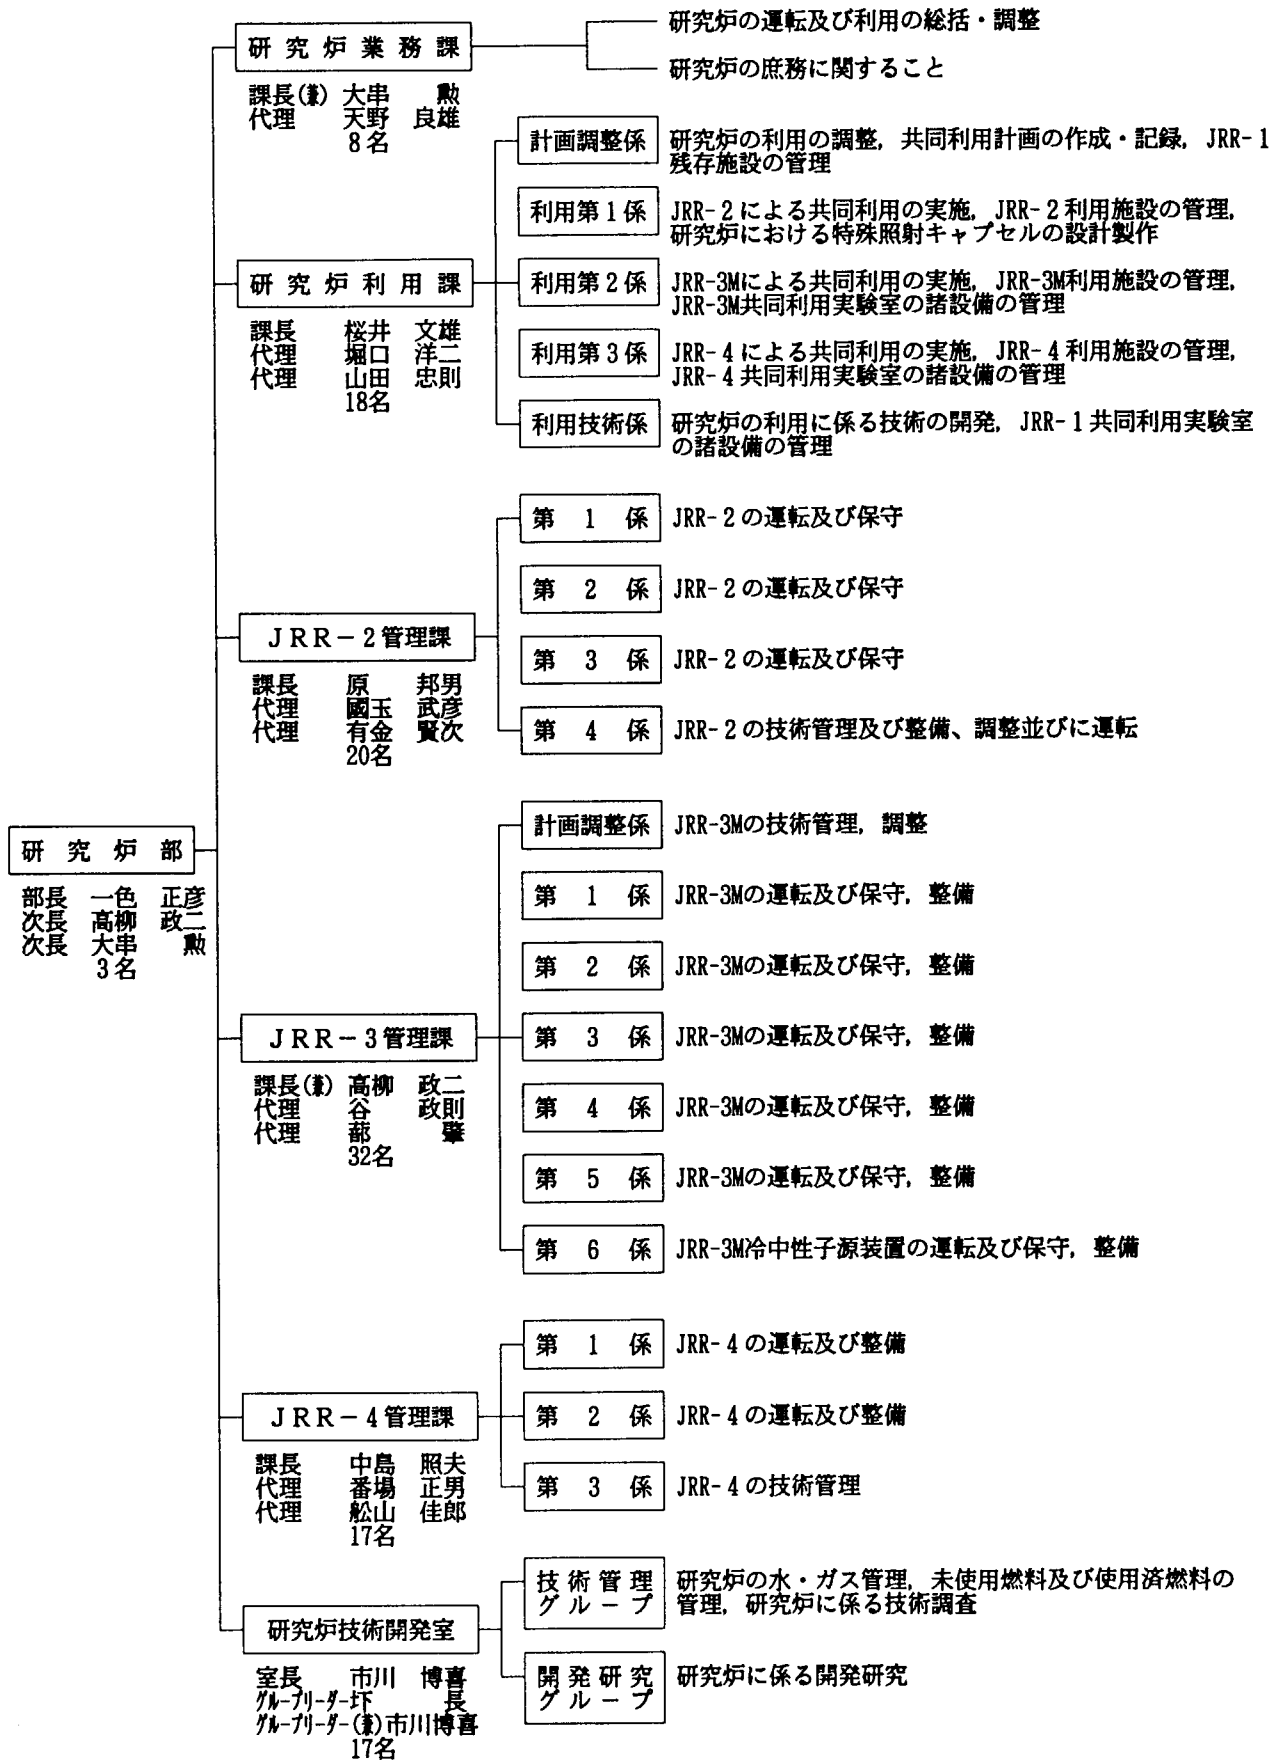 研究炉部
部長 一色 正彦
次長 高柳 政二
次長 大串 勲
3名
研究炉業務課
課長(兼) 大串 勲
代理 天野 良雄
8名
研究炉の運転及び利用の総括・調整
研究炉の庶務に関すること
研究炉利用課
課長 桜井 文雄
代理 堀口 洋二
代理 山田 忠則
18名
計画調整係 研究炉の利用の調整, 共同利用計画の作成・記録, JRR-1
残存施設の管理
利用第1係 JRR-2による共同利用の実施, JRR-2利用施設の管理,
研究炉における特殊照射キャプセルの設計製作
利用第2係 JRR-3Mによる共同利用の実施, JRR-3M利用施設の管理,
JRR-3M共同利用実験室の諸設備の管理
利用第3係 JRR-4による共同利用の実施, JRR-4利用施設の管理,
JRR-4共同利用実験室の諸設備の管理
利用技術係 研究炉の利用に係る技術の開発, JRR-1共同利用実験室
の諸設備の管理
JRR-2管理課
課長 原 邦男
代理 國玉 武彦
代理 有金 賢次
20名
第1係 JRR-2の運転及び保守
第2係 JRR-2の運転及び保守
第3係 JRR-2の運転及び保守
第4係 JRR-2の技術管理及び整備、調整並びに運転
JRR-3管理課
課長(兼) 高柳 政二
代理 谷 政則
代理 肇
32名
計画調整係 JRR-3Mの技術管理, 調整
第1係 JRR-3Mの運転及び保守, 整備
第2係 JRR-3Mの運転及び保守, 整備
第3係 JRR-3Mの運転及び保守, 整備
第4係 JRR-3Mの運転及び保守, 整備
第5係 JRR-3Mの運転及び保守, 整備
第6係 JRR-3M冷中性子源装置の運転及び保守, 整備
JRR-4管理課
課長 中島 照夫
代理 番場 正男
代理 舩山 佳郎
17名
第1係 JRR-4の運転及び整備
第2係 JRR-4の運転及び整備
第3係 JRR-4の技術管理
研究炉技術開発室
室長 市川 博喜
グループリーダー 圷 長
グループリーダー(兼) 市川博喜
17名
技術管理
グループ
研究炉の水・ガス管理, 未使用燃料及び使用済燃料の
管理, 研究炉に係る技術調査
開発研究
グループ
研究炉に係る開発研究